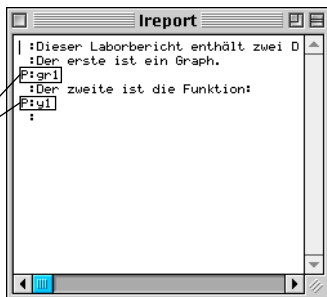 lreport
:Dieser Laborbericht enthält zwei D
:Der erste ist ein Graph.
P:gr1
:Der zweite ist die Funktion:
P:y1
: